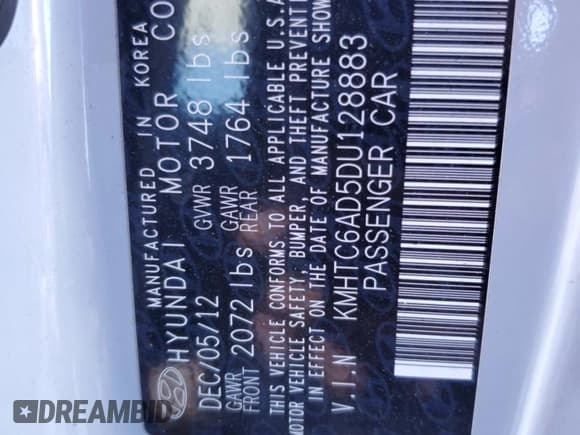 MANUFACTURED IN KOREA
HYUNDAI MOTOR CO
DEC/05/12 GVWR 3748 lbs
GAWR FRONT 2072 lbs GAWR REAR 1764 lbs
THIS VEHICLE CONFORMS TO ALL APPLICABLE U.S.A
MOTOR VEHICLE SAFETY, BUMPER, AND THEFT PREVENTI
IN EFFECT ON THE DATE OF MANUFACTURE SHOW
V.I.N KMHTC6AD5DU128883
PASSENGER CAR
DREAMBID